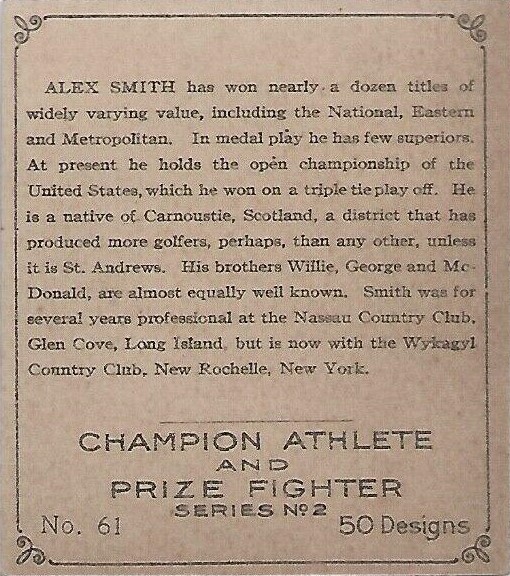 ALEX SMITH has won nearly a dozen titles of
widely varying value, including the National, Eastern
and Metropolitan. In medal play he has few superiors.
At present he holds the open championship of the
United States, which he won on a triple tie play off. He
is a native of Carnoustie, Scotland, a district that has
produced more golfers, perhaps, than any other, unless
it is St. Andrews. His brothers Willie, George and Mc-
Donald, are almost equally well known. Smith was for
several years professional at the Nassau Country Club,
Glen Cove, Long Island, but is now with the Wykagyl
Country Club, New Rochelle, New York.
CHAMPION ATHLETE
AND
PRIZE FIGHTER
SERIES No 2
No. 61 50 Designs